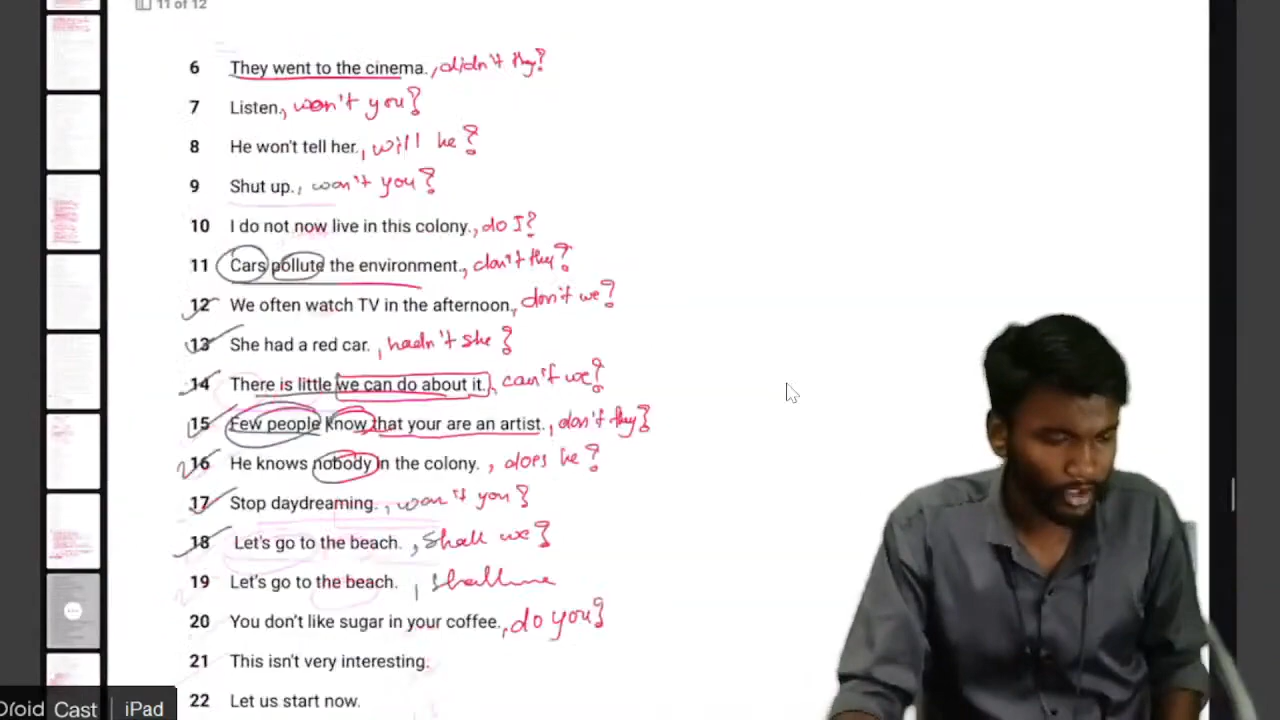 11 of 12
6 They went to the cinema. , didn't they?
7 Listen. , won't you?
8 He won't tell her. , will he?
9 Shut up. , won't you?
10 I do not now live in this colony. , do I?
11 Cars pollute the environment. , don't they?
12 We often watch TV in the afternoon, don't we?
13 She had a red car. , hadn't she?
14 There is little we can do about it. , can't we?
15 Few people know that your are an artist. , don't they?
16 He knows nobody in the colony. , does he?
17 Stop daydreaming. , won't you?
18 Let's go to the beach. , shall we?
19 Let's go to the beach. , shall
20 You don't like sugar in your coffee. , do you?
21 This isn't very interesting.
22 Let us start now.
Droid Cast iPad